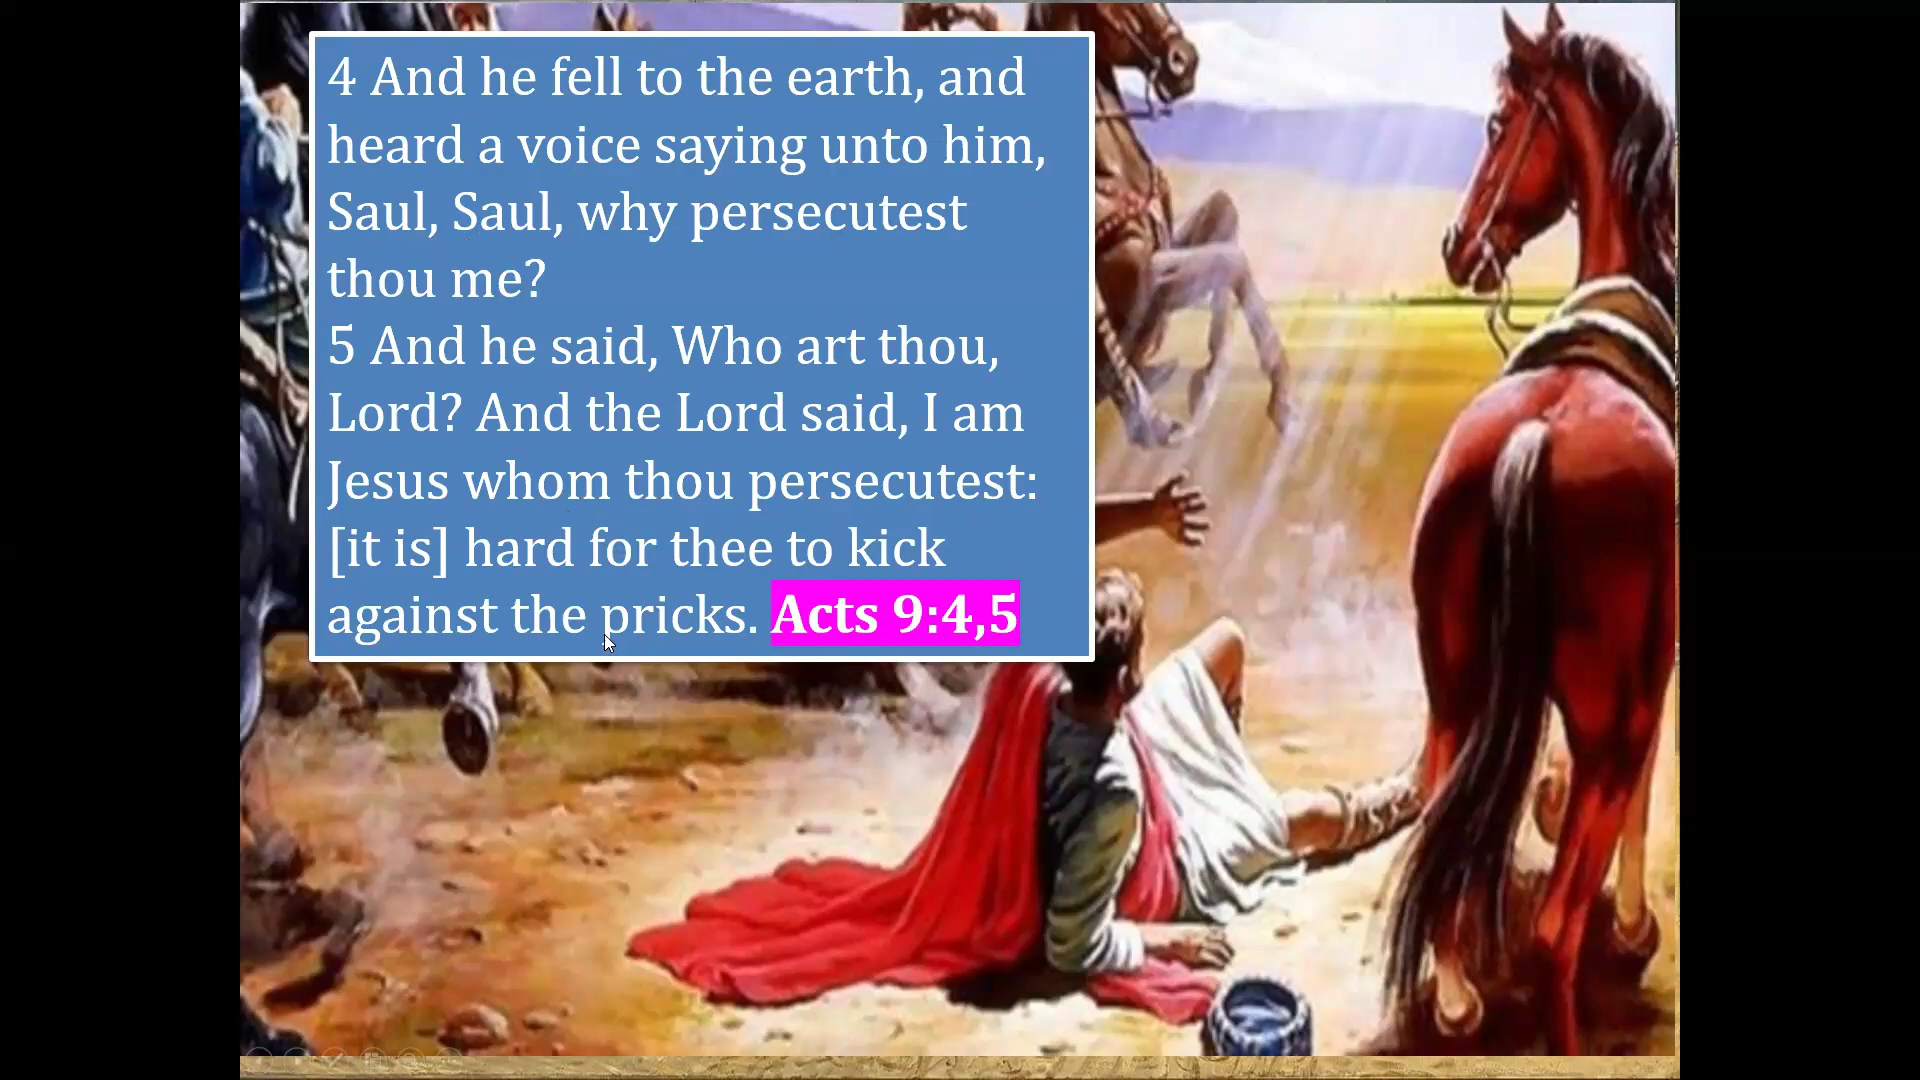 4 And he fell to the earth, and
heard a voice saying unto him,
Saul, Saul, why persecutest
thou me?
5 And he said, Who art thou,
Lord? And the Lord said, I am
Jesus whom thou persecutest:
[it is] hard for thee to kick
against the pricks. Acts 9:4,5